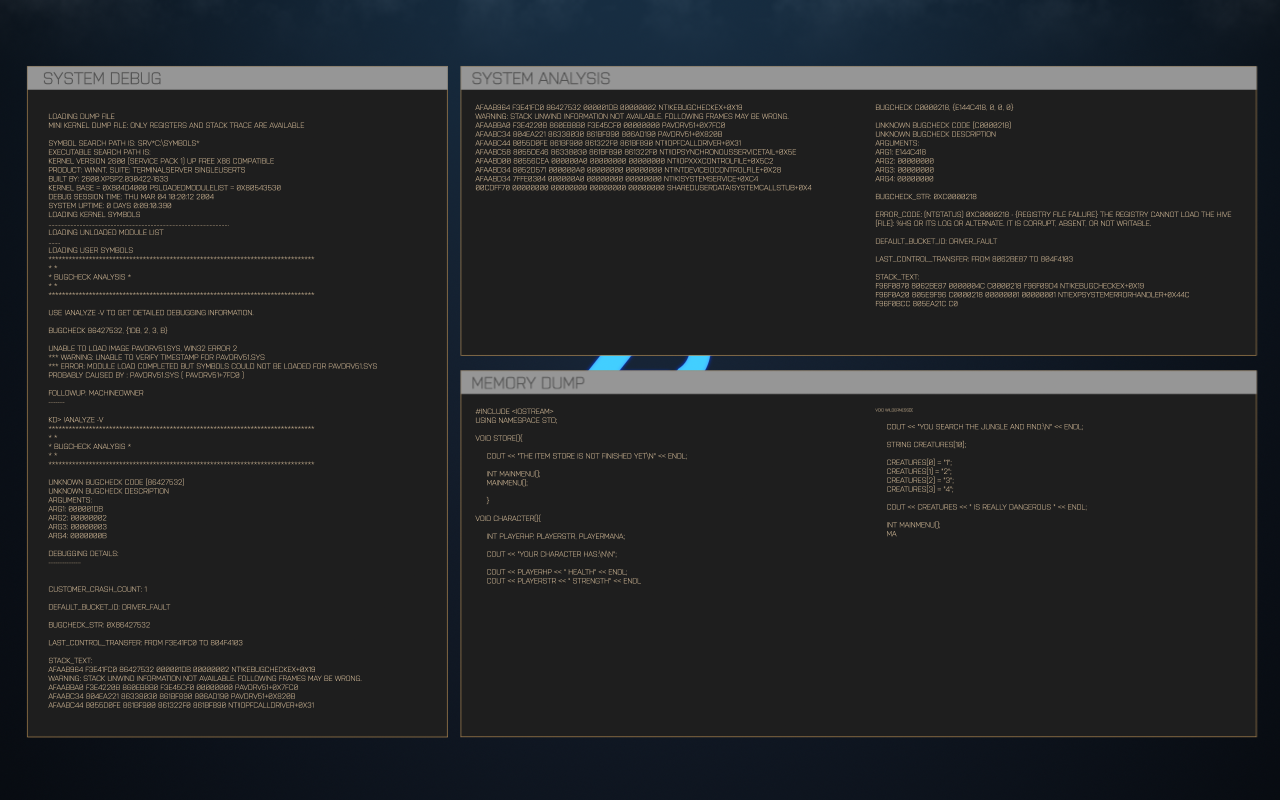 SYSTEM DEBUG
LOADING DUMP FILE
MINI KERNEL DUMP FILE: ONLY REGISTERS AND STACK TRACE ARE AVAILABLE
SYMBOL SEARCH PATH IS: SRV*C:\SYMBOLS*
EXECUTABLE SEARCH PATH IS:
KERNEL VERSION 2600 (SERVICE PACK 1) UP FREE X86 COMPATIBLE
PRODUCT: WINNT, SUITE: TERMINALSERVER SINGLEUSERTS
BUILT BY: 2600.XPSP2.030422-1633
KERNEL BASE = 0X804D4000 PSLOADEDMODULELIST = 0X80543530
DEBUG SESSION TIME: THU MAR 04 10:20:12 2004
SYSTEM UPTIME: 0 DAYS 0:09:10.390
LOADING KERNEL SYMBOLS
LOADING UNLOADED MODULE LIST
LOADING USER SYMBOLS
*******************************************************************************
* *
* BUGCHECK ANALYSIS *
* *
*******************************************************************************
USE !ANALYZE -V TO GET DETAILED DEBUGGING INFORMATION.
BUGCHECK 86427532, {1DB, 2, 3, B}
UNABLE TO LOAD IMAGE PAVDRV51.SYS, WIN32 ERROR 2
*** WARNING: UNABLE TO VERIFY TIMESTAMP FOR PAVDRV51.SYS
*** ERROR: MODULE LOAD COMPLETED BUT SYMBOLS COULD NOT BE LOADED FOR PAVDRV51.SYS
PROBABLY CAUSED BY : PAVDRV51.SYS ( PAVDRV51+7FC0 )
FOLLOWUP: MACHINEOWNER
KD> !ANALYZE -V
*******************************************************************************
* *
* BUGCHECK ANALYSIS *
* *
*******************************************************************************
UNKNOWN BUGCHECK CODE (86427532)
UNKNOWN BUGCHECK DESCRIPTION
ARGUMENTS:
ARG1: 000001DB
ARG2: 00000002
ARG3: 00000003
ARG4: 0000000B
DEBUGGING DETAILS:
CUSTOMER_CRASH_COUNT: 1
DEFAULT_BUCKET_ID: DRIVER_FAULT
BUGCHECK_STR: 0X86427532
LAST_CONTROL_TRANSFER: FROM F3E41FC0 TO 804F4103
STACK_TEXT:
AFAAB964 F3E41FC0 86427532 000001DB 00000002 NT!KEBUGCHECKEX+0X19
WARNING: STACK UNWIND INFORMATION NOT AVAILABLE. FOLLOWING FRAMES MAY BE WRONG.
AFAABBA0 F3E4220B 860EB8B0 F3E45CF0 00000000 PAVDRV51+0X7FC0
AFAABC34 804EA221 86338030 861BF890 806AD190 PAVDRV51+0X820B
AFAABC44 8055D0FE 861BF900 861322F0 861BF890 NT!IOPFCALLDRIVER+0X31
SYSTEM ANALYSIS
AFAAB964 F3E41FC0 86427532 000001DB 00000002 NT!KEBUGCHECKEX+0X19
WARNING: STACK UNWIND INFORMATION NOT AVAILABLE. FOLLOWING FRAMES MAY BE WRONG.
AFAABBA0 F3E4220B 860EB8B0 F3E45CF0 00000000 PAVDRV51+0X7FC0
AFAABC34 804EA221 86338030 861BF890 806AD190 PAVDRV51+0X820B
AFAABC44 8055D0FE 861BF900 861322F0 861BF890 NT!IOPFCALLDRIVER+0X31
AFAABC58 8055DE46 86338030 861BF890 861322F0 NT!IOPSYNCHRONOUSSERVICETAIL+0X5E
AFAABD00 80556CEA 000000A0 00000000 00000000 NT!IOPXXXCONTROLFILE+0X5C2
AFAABD34 8052D571 000000A0 00000000 00000000 NT!NTDEVICEIOCONTROLFILE+0X28
AFAABD34 7FFE0304 000000A0 00000000 00000000 NT!KISYSTEMSERVICE+0XC4
00CDFF70 00000000 00000000 00000000 00000000 SHAREDUSERDATA!SYSTEMCALLSTUB+0X4
BUGCHECK C0000218, {E144C418, 0, 0, 0}
UNKNOWN BUGCHECK CODE (C0000218)
UNKNOWN BUGCHECK DESCRIPTION
ARGUMENTS:
ARG1: E144C418
ARG2: 00000000
ARG3: 00000000
ARG4: 00000000
BUGCHECK_STR: 0XC0000218
ERROR_CODE: (NTSTATUS) 0XC0000218 - {REGISTRY FILE FAILURE} THE REGISTRY CANNOT LOAD THE HIVE
(FILE): %HS OR ITS LOG OR ALTERNATE. IT IS CORRUPT, ABSENT, OR NOT WRITABLE.
DEFAULT_BUCKET_ID: DRIVER_FAULT
LAST_CONTROL_TRANSFER: FROM 8062BE87 TO 804F4103
STACK_TEXT:
F96F0870 8062BE87 0000004C C0000218 F96F09D4 NT!KEBUGCHECKEX+0X19
F96F0A20 805E9F96 C0000218 00000001 00000001 NT!EXPSYSTEMERRORHANDLER+0X44C
F96F0BCC 805EA21C C0
MEMORY DUMP
#INCLUDE <IOSTREAM>
USING NAMESPACE STD;
VOID STORE(){
COUT << "THE ITEM STORE IS NOT FINISHED YET\N" << ENDL;
INT MAINMENU();
MAINMENU();
}
VOID CHARACTER(){
INT PLAYERHP, PLAYERSTR, PLAYERMANA;
COUT << "YOUR CHARACTER HAS:\N\N";
COUT << PLAYERHP << " HEALTH" << ENDL;
COUT << PLAYERSTR << " STRENGTH" << ENDL
VOID WILDERNESS(){
COUT << "YOU SEARCH THE JUNGLE AND FIND:\N" << ENDL;
STRING CREATURES[10];
CREATURES[0] = "1";
CREATURES[1] = "2";
CREATURES[2] = "3";
CREATURES[3] = "4";
COUT << CREATURES << " IS REALLY DANGEROUS " << ENDL;
INT MAINMENU();
MA